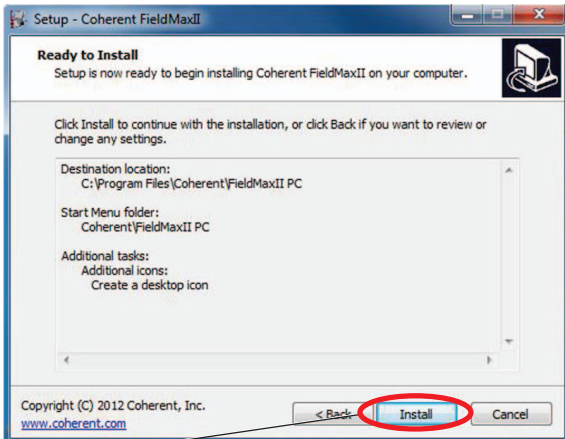 Setup - Coherent FieldMaxII
Ready to Install
Setup is now ready to begin installing Coherent FieldMaxII on your computer.
Click Install to continue with the installation, or click Back if you want to review or
change any settings.
Destination location:
C:\Program Files\Coherent\FieldMaxII PC
Start Menu folder:
Coherent\FieldMaxII PC
Additional tasks:
Additional icons:
Create a desktop icon
Copyright (C) 2012 Coherent, Inc.
www.coherent.com
< Back
Install
Cancel